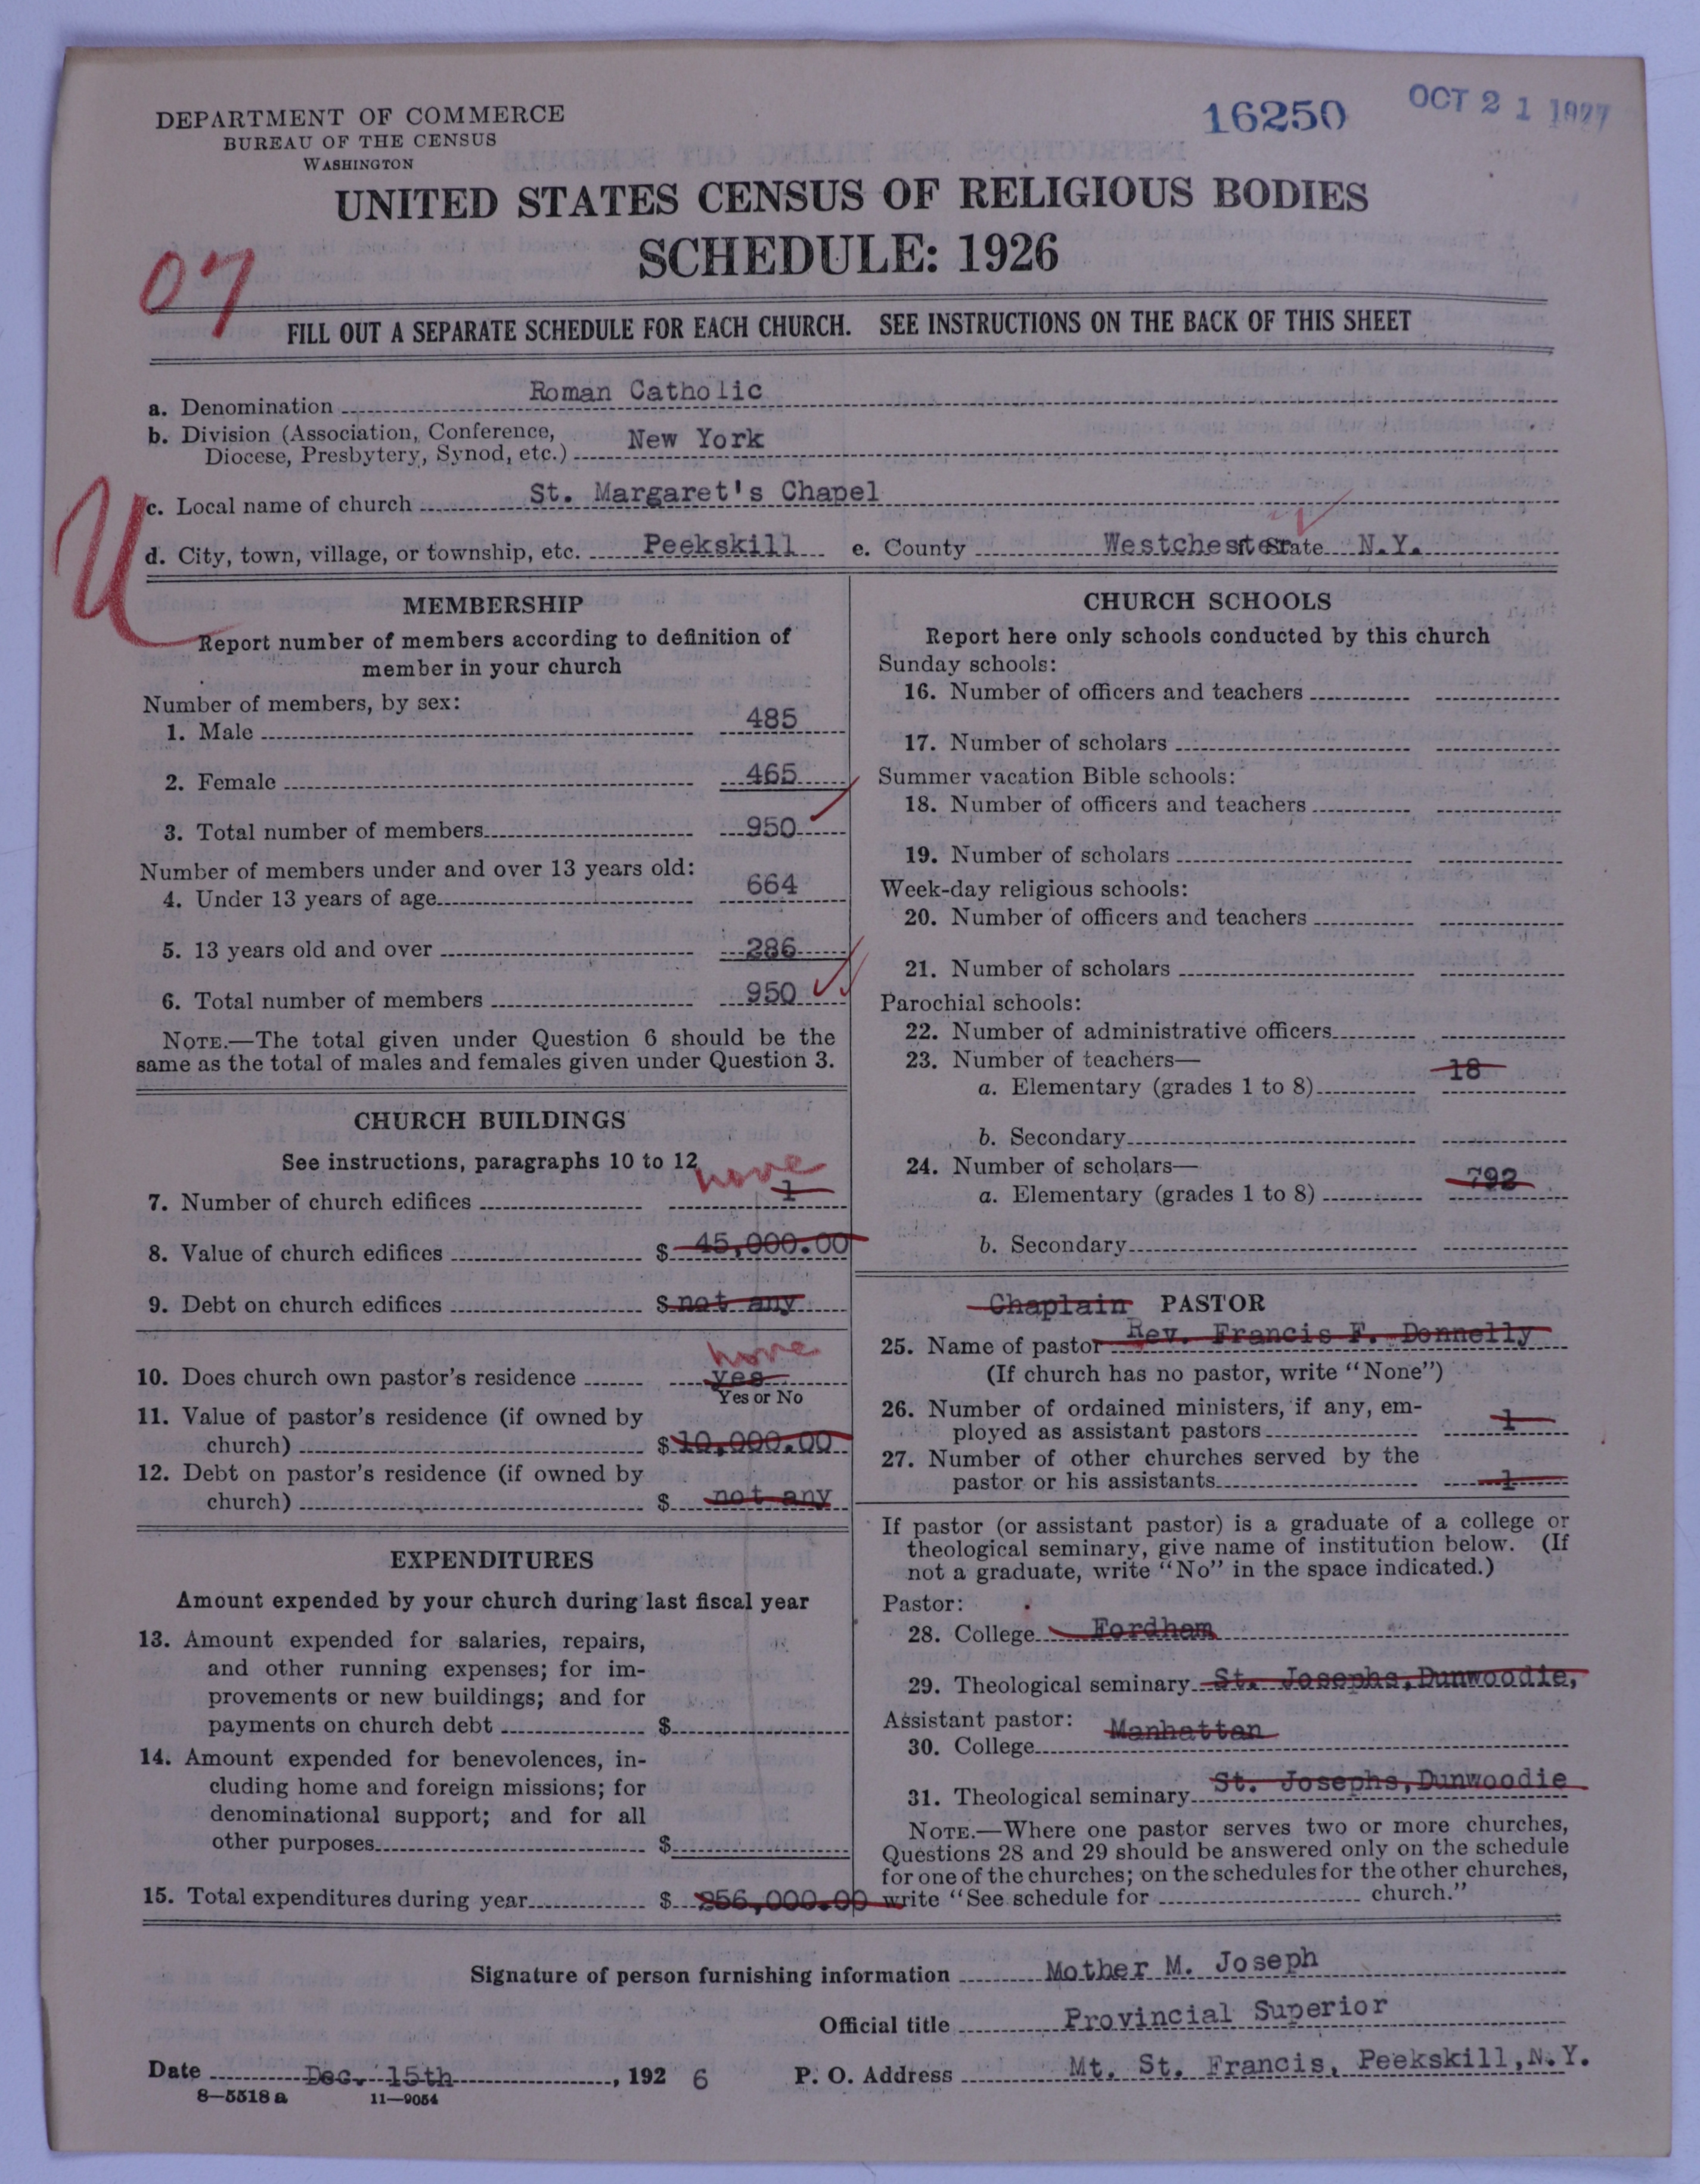 DEPARTMENT OF COMMERCE
BUREAU OF THE CENSUS
WASHINGTON
16250
OCT 21 1927
UNITED STATES CENSUS OF RELIGIOUS BODIES
SCHEDULE: 1926
07
FILL OUT A SEPARATE SCHEDULE FOR EACH CHURCH. SEE INSTRUCTIONS ON THE BACK OF THIS SHEET
a. Denomination Roman Catholic
b. Division (Association, Conference,
Diocese, Presbytery, Synod, etc.) New York
c. Local name of church St. Margaret's Chapel
d. City, town, village, or township, etc. Peekskill e. County Westchester State N.Y.
U
MEMBERSHIP
Report number of members according to definition of
member in your church
Number of members, by sex:
1. Male 485
2. Female 465
3. Total number of members 950
Number of members under and over 13 years old:
4. Under 13 years of age 664
5. 13 years old and over 286
6. Total number of members 950
NOTE.—The total given under Question 6 should be the
same as the total of males and females given under Question 3.
CHURCH BUILDINGS
See instructions, paragraphs 10 to 12
none
7. Number of church edifices 1
8. Value of church edifices $ 45,000.00
9. Debt on church edifices $ not any
none
10. Does church own pastor's residence yes
Yes or No
11. Value of pastor's residence (if owned by
church) $ 10,000.00
12. Debt on pastor's residence (if owned by
church) $ not any
EXPENDITURES
Amount expended by your church during last fiscal year
13. Amount expended for salaries, repairs,
and other running expenses; for im-
provements or new buildings; and for
payments on church debt $
14. Amount expended for benevolences, in-
cluding home and foreign missions; for
denominational support; and for all
other purposes $
15. Total expenditures during year $ 256,000.00
CHURCH SCHOOLS
Report here only schools conducted by this church
Sunday schools:
16. Number of officers and teachers
17. Number of scholars
Summer vacation Bible schools:
18. Number of officers and teachers
19. Number of scholars
Week-day religious schools:
20. Number of officers and teachers
21. Number of scholars
Parochial schools:
22. Number of administrative officers
23. Number of teachers—
a. Elementary (grades 1 to 8) 18
b. Secondary
24. Number of scholars—
a. Elementary (grades 1 to 8) 792
b. Secondary
Chaplain PASTOR
25. Name of pastor Rev. Francis F. Donnelly
(If church has no pastor, write "None")
26. Number of ordained ministers, if any, em-
ployed as assistant pastors 1
27. Number of other churches served by the
pastor or his assistants 1
If pastor (or assistant pastor) is a graduate of a college or
theological seminary, give name of institution below. (If
not a graduate, write "No" in the space indicated.)
Pastor:
28. College Fordham
29. Theological seminary St. Josephs, Dunwoodie,
Assistant pastor:
30. College Manhattan
31. Theological seminary St. Josephs, Dunwoodie
NOTE.—Where one pastor serves two or more churches,
Questions 28 and 29 should be answered only on the schedule
for one of the churches; on the schedules for the other churches,
write "See schedule for church."
Signature of person furnishing information Mother M. Joseph
Official title Provincial Superior
Date Dec. 15th, 1926 P. O. Address Mt. St. Francis, Peekskill, N.Y.
8—5518 a 11—9054